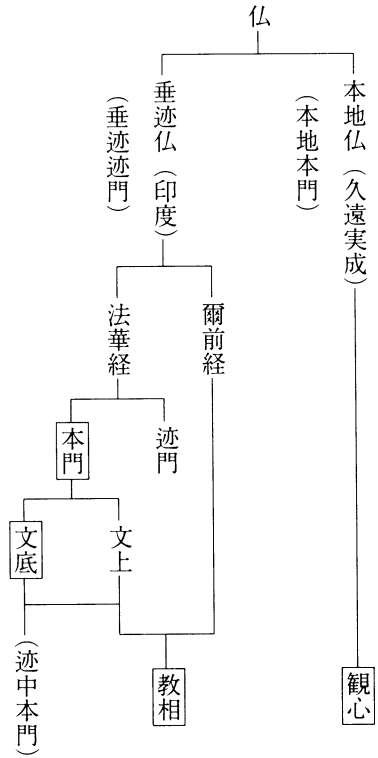 仏
本地仏（久遠実成）
（本地本門）
垂迹仏（印度）
（垂迹迹門）
爾前経
法華経
迹門
本門
文上
文底
観心
教相
（迹中本門）